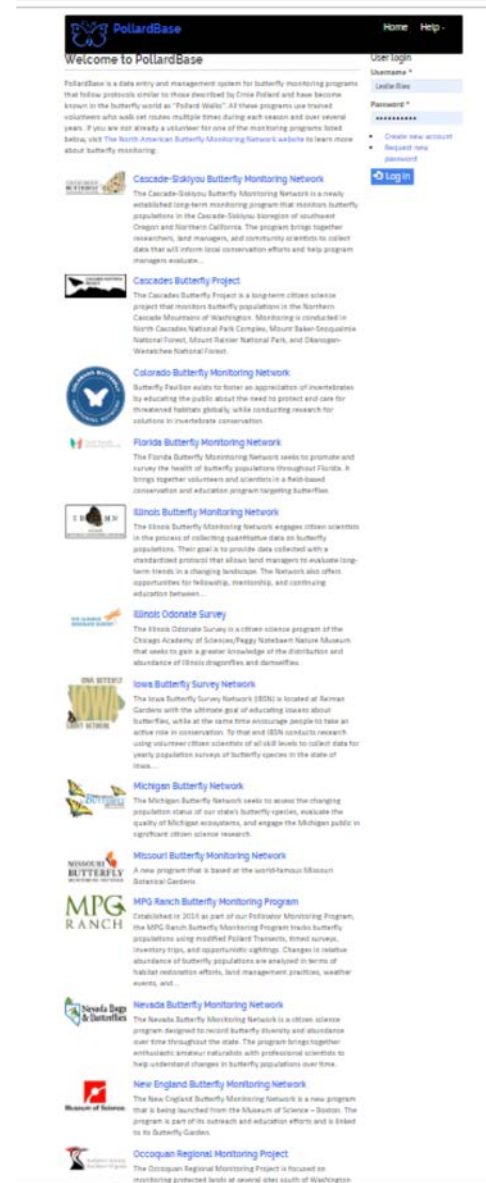 PollardBase
Home Help
Welcome to PollardBase
PollardBase is a data entry and management system for butterfly monitoring programs
that follow protocols similar to those described by Ernie Pollard and have become
known in the butterfly world as "Pollard Walks". All these programs use trained
volunteers who walk set routes multiple times during each season and over several
years. If you are not already a volunteer for one of the monitoring programs listed
below, visit The North American Butterfly Monitoring Network website to learn more
about butterfly monitoring.
User login
Username *
Leslie Ries
Password *
Create new account
Request new
password
Log in
Cascade-Siskiyou Butterfly Monitoring Network
The Cascade-Siskiyou Butterfly Monitoring Network is a newly
established long-term monitoring program that monitors butterfly
populations in the Cascade-Siskiyou bioregion of southwest
Oregon and Northern California. The program brings together
researchers, land managers, and community scientists to collect
data that will inform local conservation efforts and help program
managers evaluate...
Cascades Butterfly Project
The Cascades Butterfly Project is a long-term citizen science
project that monitors butterfly populations in the Northern
Cascade Mountains of Washington. Monitoring is conducted in
North Cascades National Park Complex, Mount Baker-Snoqualmie
National Forest, Mount Rainier National Park, and Okanogan-
Wenatchee National Forest.
Colorado Butterfly Monitoring Network
Butterfly Pavilion exists to foster an appreciation of invertebrates
by educating the public about the need to protect and care for
threatened habitats globally, while conducting research for
solutions in invertebrate conservation.
Florida Butterfly Monitoring Network
The Florida Butterfly Monitoring Network seeks to promote and
survey the health of butterfly populations throughout Florida. It
brings together volunteers and scientists in a field-based
conservation and education program targeting butterflies.
IBMN
Illinois Butterfly Monitoring Network
The Illinois Butterfly Monitoring Network engages citizen scientists
in the process of collecting quantitative data on butterfly
populations. Their goal is to provide data collected with a
standardized protocol that allows land managers to evaluate long-
term trends in a changing landscape. The Network also offers
opportunities for fellowship, mentorship, and continuing
education between...
Illinois Odonate Survey
The Illinois Odonate Survey is a citizen science program of the
Chicago Academy of Sciences/Peggy Notebaert Nature Museum
that seeks to gain a greater knowledge of the distribution and
abundance of Illinois dragonflies and damselflies.
IOWA BUTTERFLY
SURVEY NETWORK
Iowa Butterfly Survey Network
The Iowa Butterfly Survey Network (IBSN) is located at Reiman
Gardens with the ultimate goal of educating Iowans about
butterflies, while at the same time encourage people to take an
active role in conservation. To that end IBSN conducts research
using volunteer citizen scientists of all skill levels to collect data for
yearly population surveys of butterfly species in the state of
Iowa...
Michigan Butterfly Network
The Michigan Butterfly Network seeks to assess the changing
population status of our state's butterfly species, evaluate the
quality of Michigan ecosystems, and engage the Michigan public in
significant citizen science research.
MISSOURI
BUTTERFLY
Missouri Butterfly Monitoring Network
A new program that is based at the world-famous Missouri
Botanical Gardens.
MPG
RANCH
MPG Ranch Butterfly Monitoring Program
Established in 2016 as part of our Pollinator Monitoring Program,
the MPG Ranch Butterfly Monitoring Program tracks butterfly
populations using modified Pollard Transects, timed surveys,
inventory trips, and opportunistic sightings. Changes in relative
abundance of butterfly populations are analyzed in terms of
habitat restoration efforts, land management practices, weather
events, and...
Nevada Bugs
& Butterflies
Nevada Butterfly Monitoring Network
The Nevada Butterfly Monitoring Network is a citizen science
program designed to record butterfly diversity and abundance
over time throughout the state. The program brings together
enthusiastic amateur naturalists with professional scientists to
help understand changes in butterfly populations over time.
Museum of Science
New England Butterfly Monitoring Network
The New England Butterfly Monitoring Network is a new program
that is being launched from the Museum of Science – Boston. The
program is part of its outreach and education efforts and is linked
to its Butterfly Garden.
Occoquan Regional Monitoring Project
The Occoquan Regional Monitoring Project is focused on
monitoring protected lands at several sites south of Washington